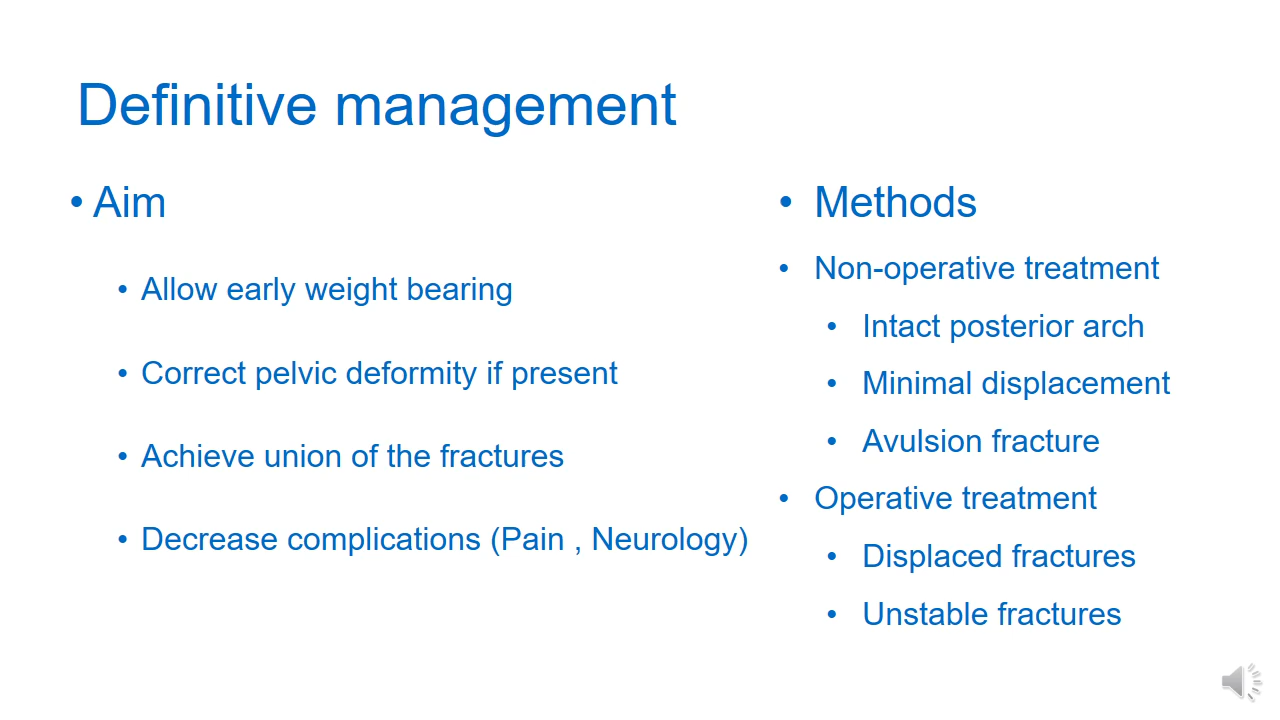 Definitive management
• Aim
• Allow early weight bearing
• Correct pelvic deformity if present
• Achieve union of the fractures
• Decrease complications (Pain , Neurology)
• Methods
• Non-operative treatment
• Intact posterior arch
• Minimal displacement
• Avulsion fracture
• Operative treatment
• Displaced fractures
• Unstable fractures